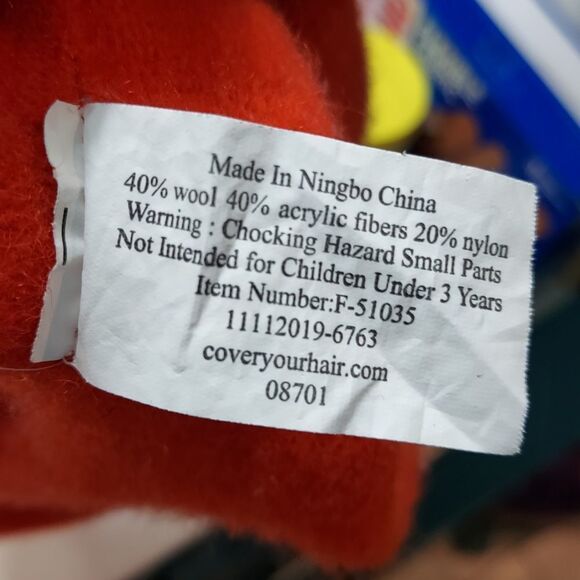 Made In Ningbo China
40% wool 40% acrylic fibers 20% nylon
Warning : Chocking Hazard Small Parts
Not Intended for Children Under 3 Years
Item Number:F-51035
11112019-6763
coveryourhair.com
08701